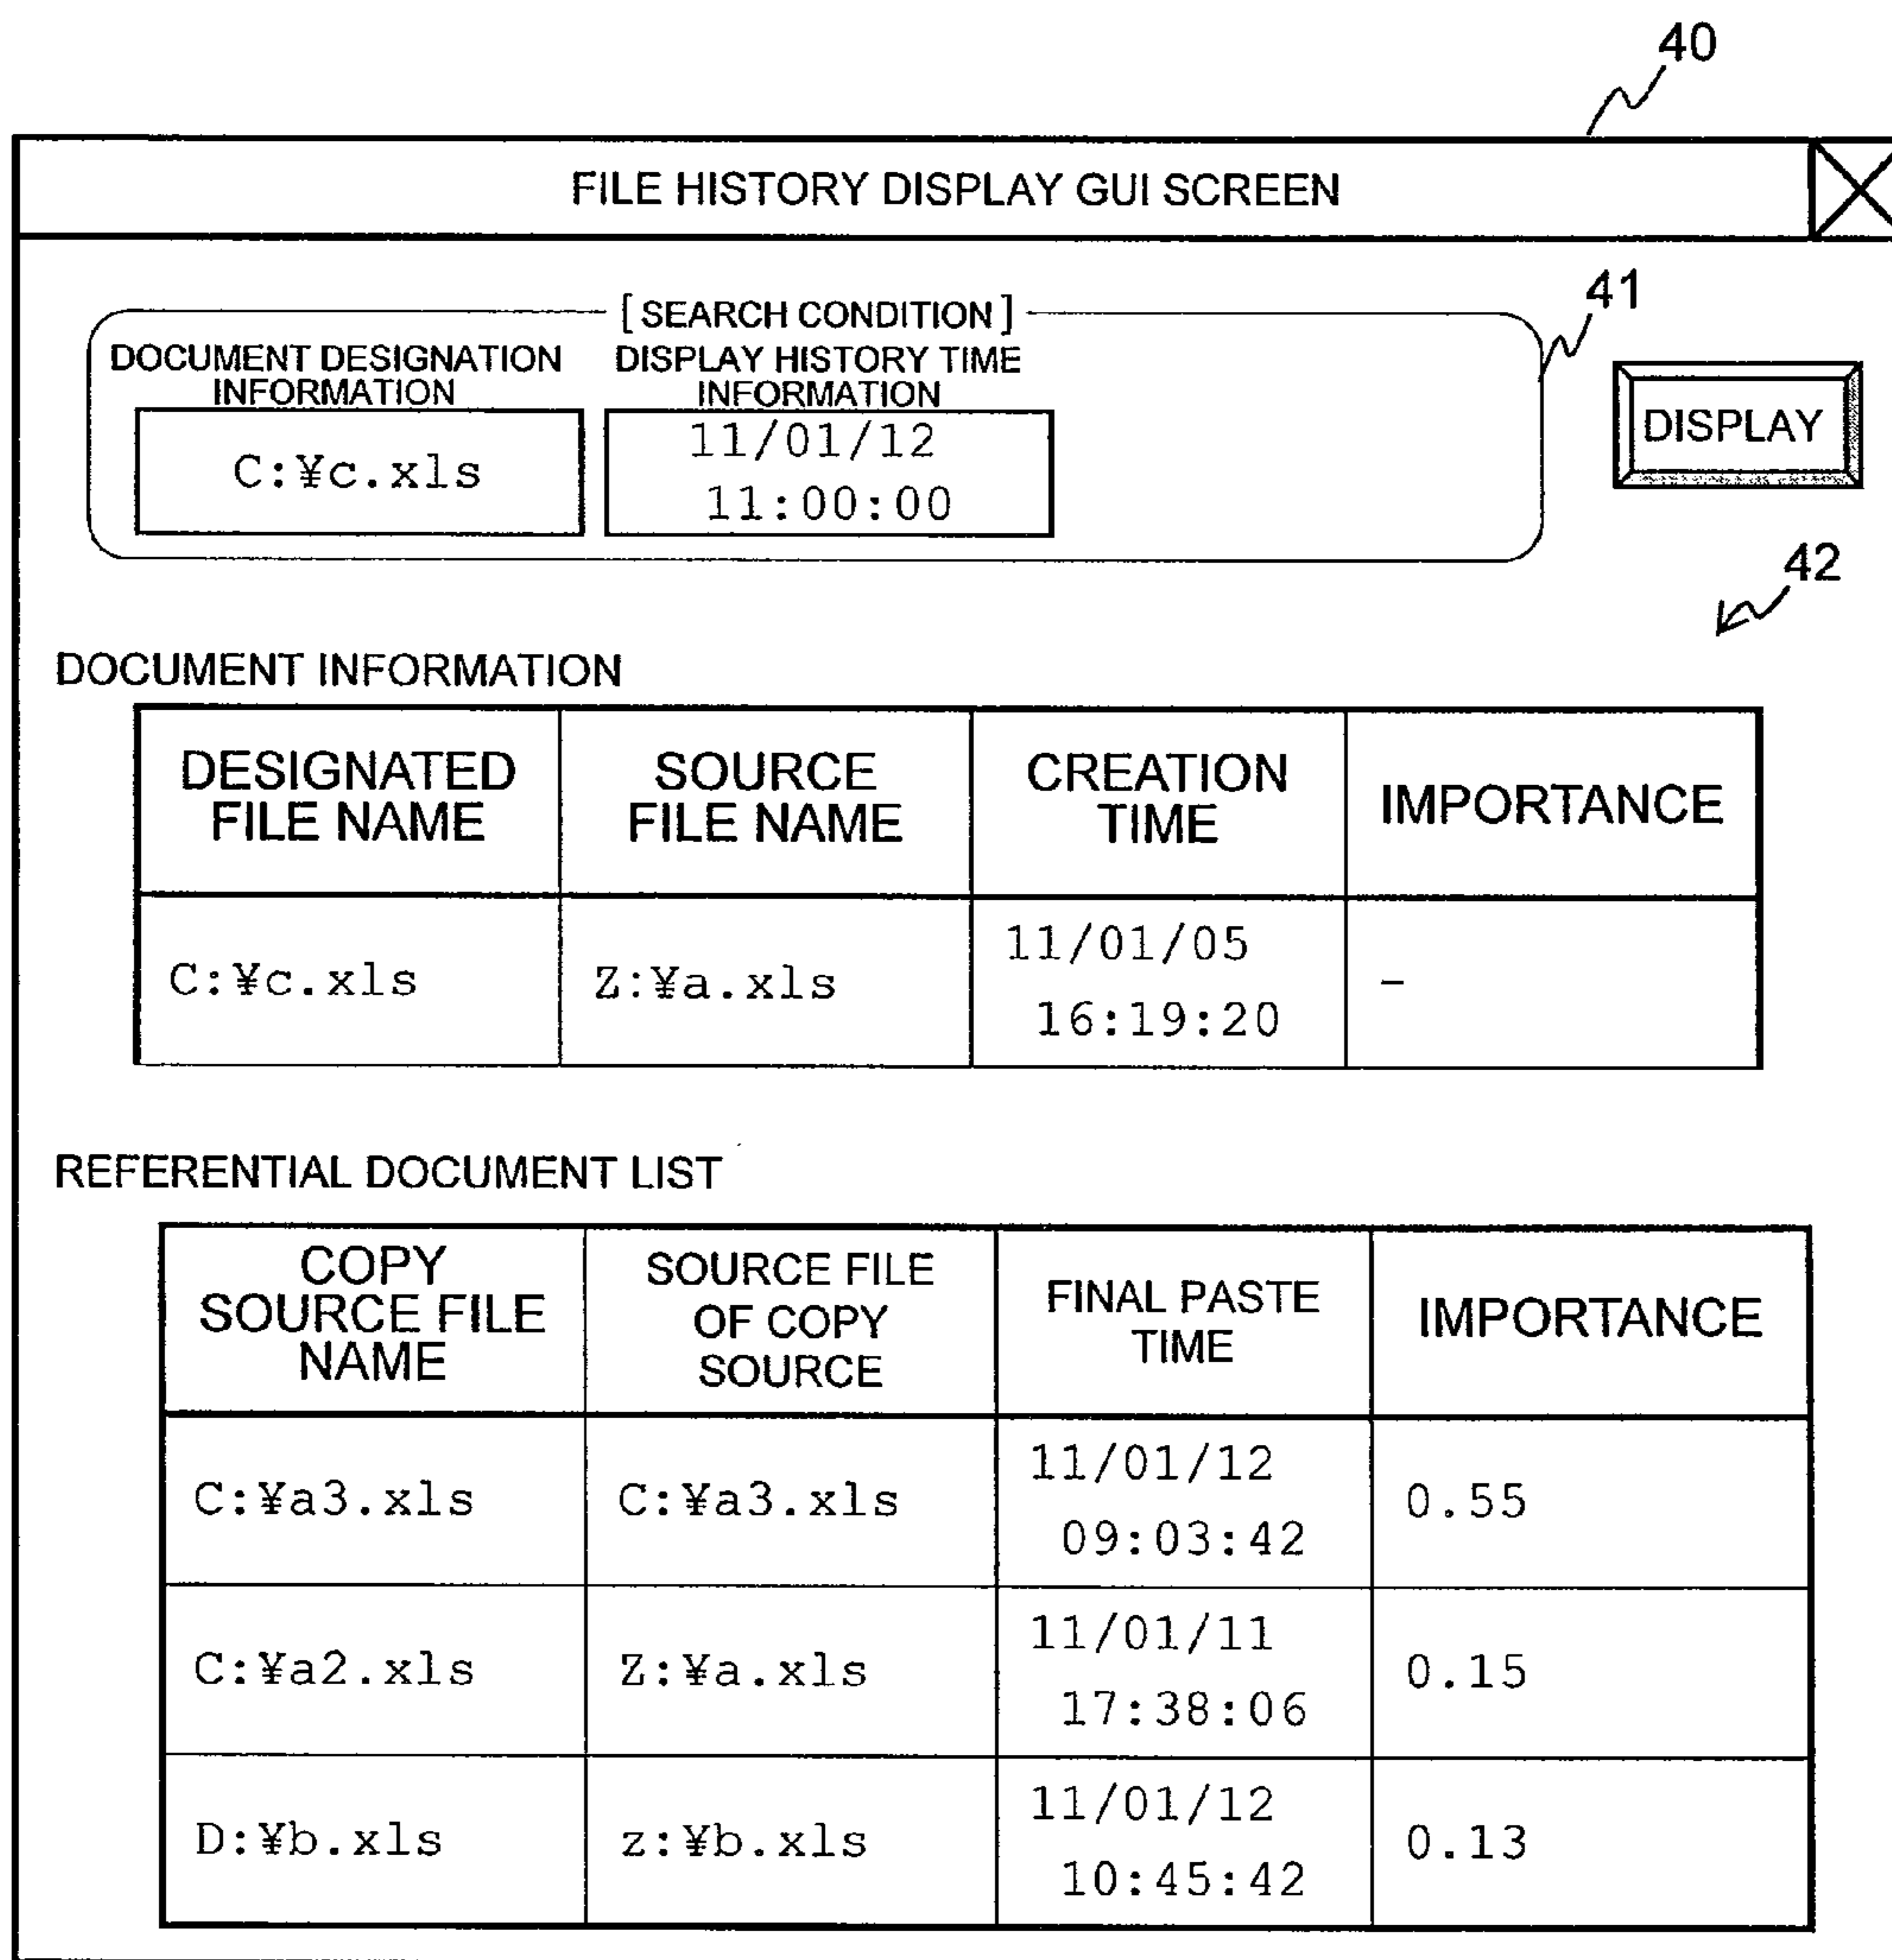 40
FILE HISTORY DISPLAY GUI SCREEN
41
[SEARCH CONDITION]
DOCUMENT DESIGNATION
INFORMATION
DISPLAY HISTORY TIME
INFORMATION
C:¥c.xls
11/01/12
11:00:00
DISPLAY
42
DOCUMENT INFORMATION
DESIGNATED
FILE NAME
SOURCE
FILE NAME
CREATION
TIME
IMPORTANCE
C:¥c.xls
Z:¥a.xls
11/01/05
16:19:20
-
REFERENTIAL DOCUMENT LIST
COPY
SOURCE FILE
NAME
SOURCE FILE
OF COPY
SOURCE
FINAL PASTE
TIME
IMPORTANCE
C:¥a3.xls
C:¥a3.xls
11/01/12
09:03:42
0.55
C:¥a2.xls
Z:¥a.xls
11/01/11
17:38:06
0.15
D:¥b.xls
z:¥b.xls
11/01/12
10:45:42
0.13